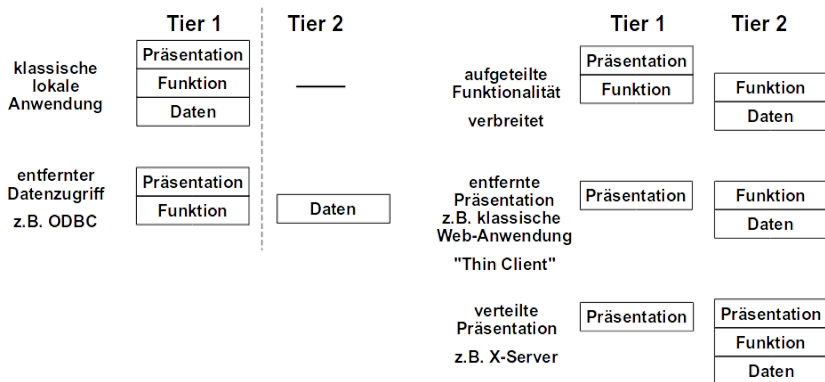 Tier 1
Tier 2
klassische
lokale
Anwendung
Präsentation
Funktion
Daten
entfernter
Datenzugriff
z.B. ODBC
Präsentation
Funktion
Daten
Tier 1
Tier 2
aufgeteilte
Funktionalität
verbreitet
Präsentation
Funktion
Funktion
Daten
entfernte
Präsentation
z.B. klassische
Web-Anwendung
"Thin Client"
Präsentation
Funktion
Daten
verteilte
Präsentation
z.B. X-Server
Präsentation
Präsentation
Funktion
Daten